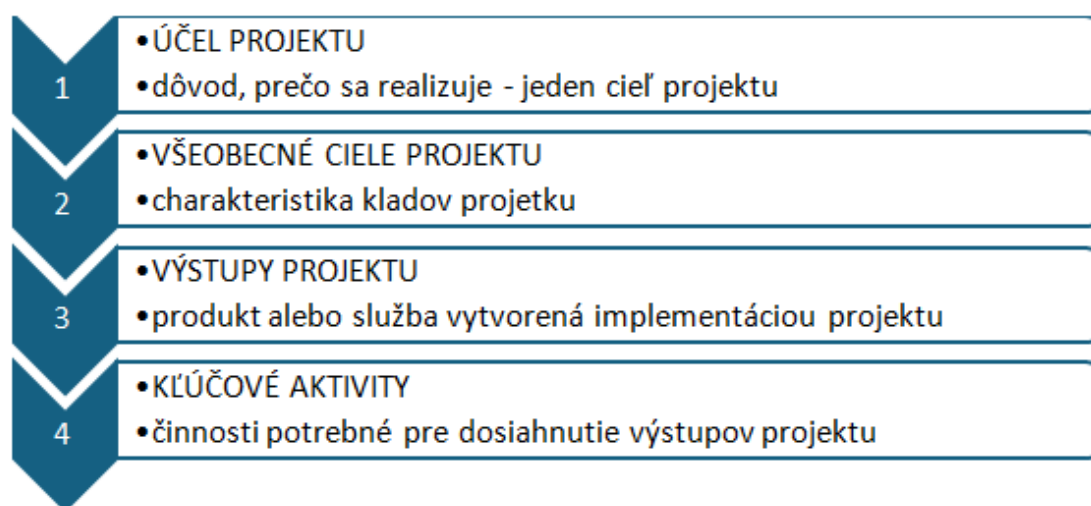 1
•ÚČEL PROJEKTU
•dôvod, prečo sa realizuje - jeden cieľ projektu
2
•VŠEOBECNÉ CIELE PROJEKTU
•charakteristika kladov projetku
3
•VÝSTUPY PROJEKTU
•produkt alebo služba vytvorená implementáciou projektu
4
•KĽÚČOVÉ AKTIVITY
•činnosti potrebné pre dosiahnutie výstupov projektu